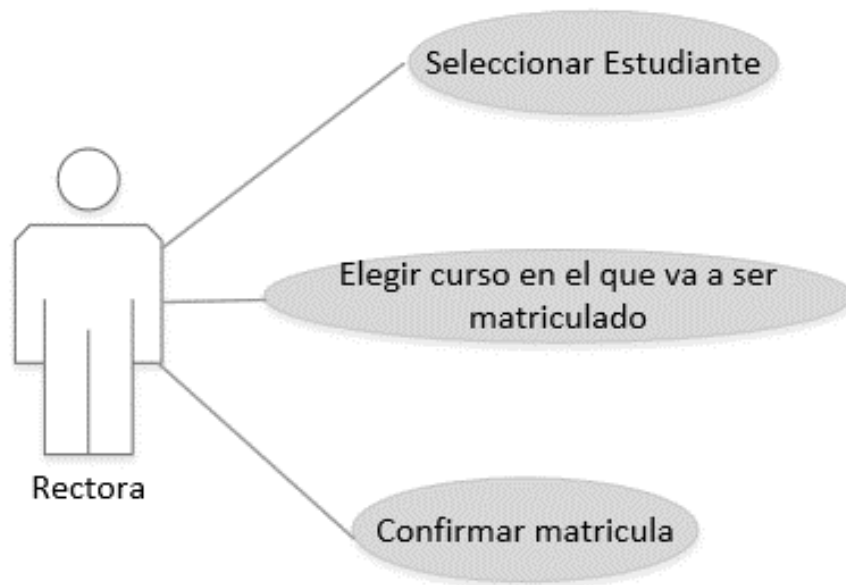 Seleccionar Estudiante
Elegir curso en el que va a ser
matriculado
Rectora
Confirmar matricula